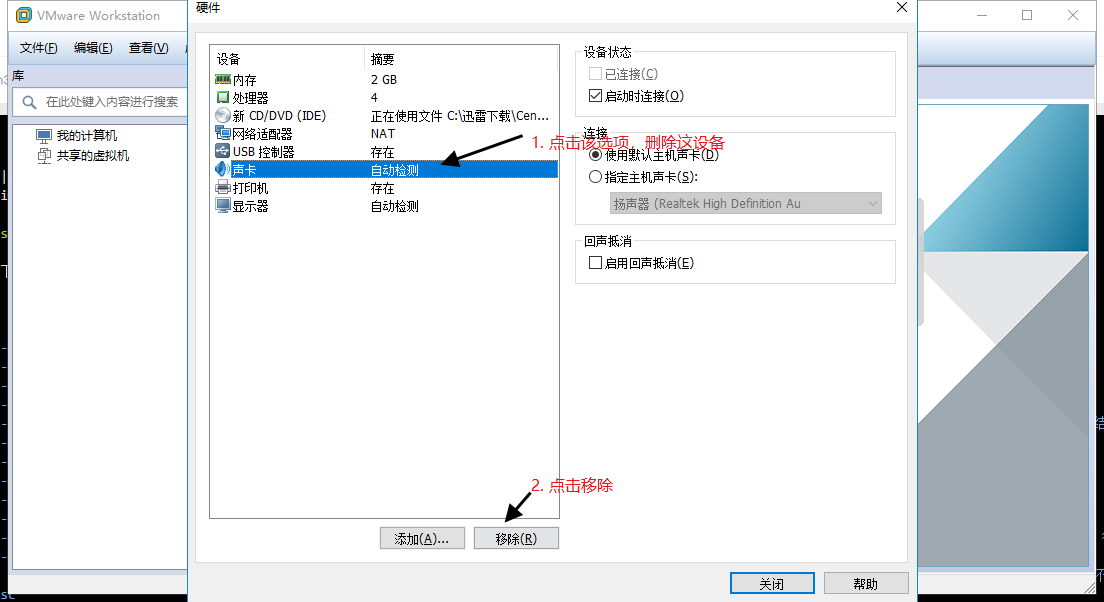 VMware Workstation
硬件
文件(F) 编辑(E) 查看(V)
库
在此处键入内容进行搜索
我的计算机
共享的虚拟机
设备 摘要
内存 2 GB
处理器 4
新 CD/DVD (IDE) 正在使用文件 C:\迅雷下载\Cen...
网络适配器 NAT
USB 控制器 存在
声卡 自动检测
打印机 存在
显示器 自动检测
1. 点击该选项，删除这设备
2. 点击移除
添加(A)... 移除(R)
设备状态
已连接(C)
启动时连接(O)
连接
使用默认主机声卡(D)
指定主机声卡(S):
扬声器 (Realtek High Definition Au
回声抵消
启用回声抵消(E)
关闭 帮助